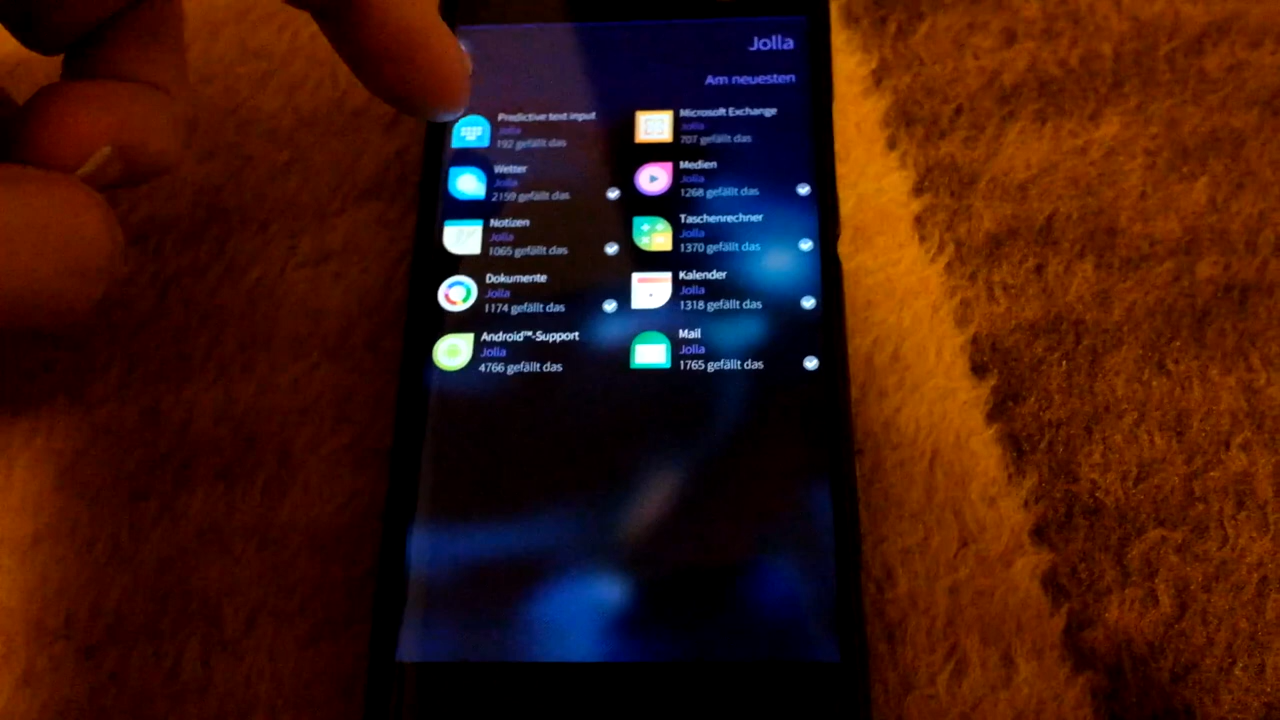 Jolla
Am neuesten
Predictive text input
Jolla
192 gefällt das
Microsoft Exchange
Jolla
707 gefällt das
Wetter
Jolla
2159 gefällt das
Medien
Jolla
1268 gefällt das
Notizen
Jolla
1065 gefällt das
Taschenrechner
Jolla
1370 gefällt das
Dokumente
Jolla
1174 gefällt das
Kalender
Jolla
1318 gefällt das
Android™-Support
Jolla
4766 gefällt das
Mail
Jolla
1765 gefällt das